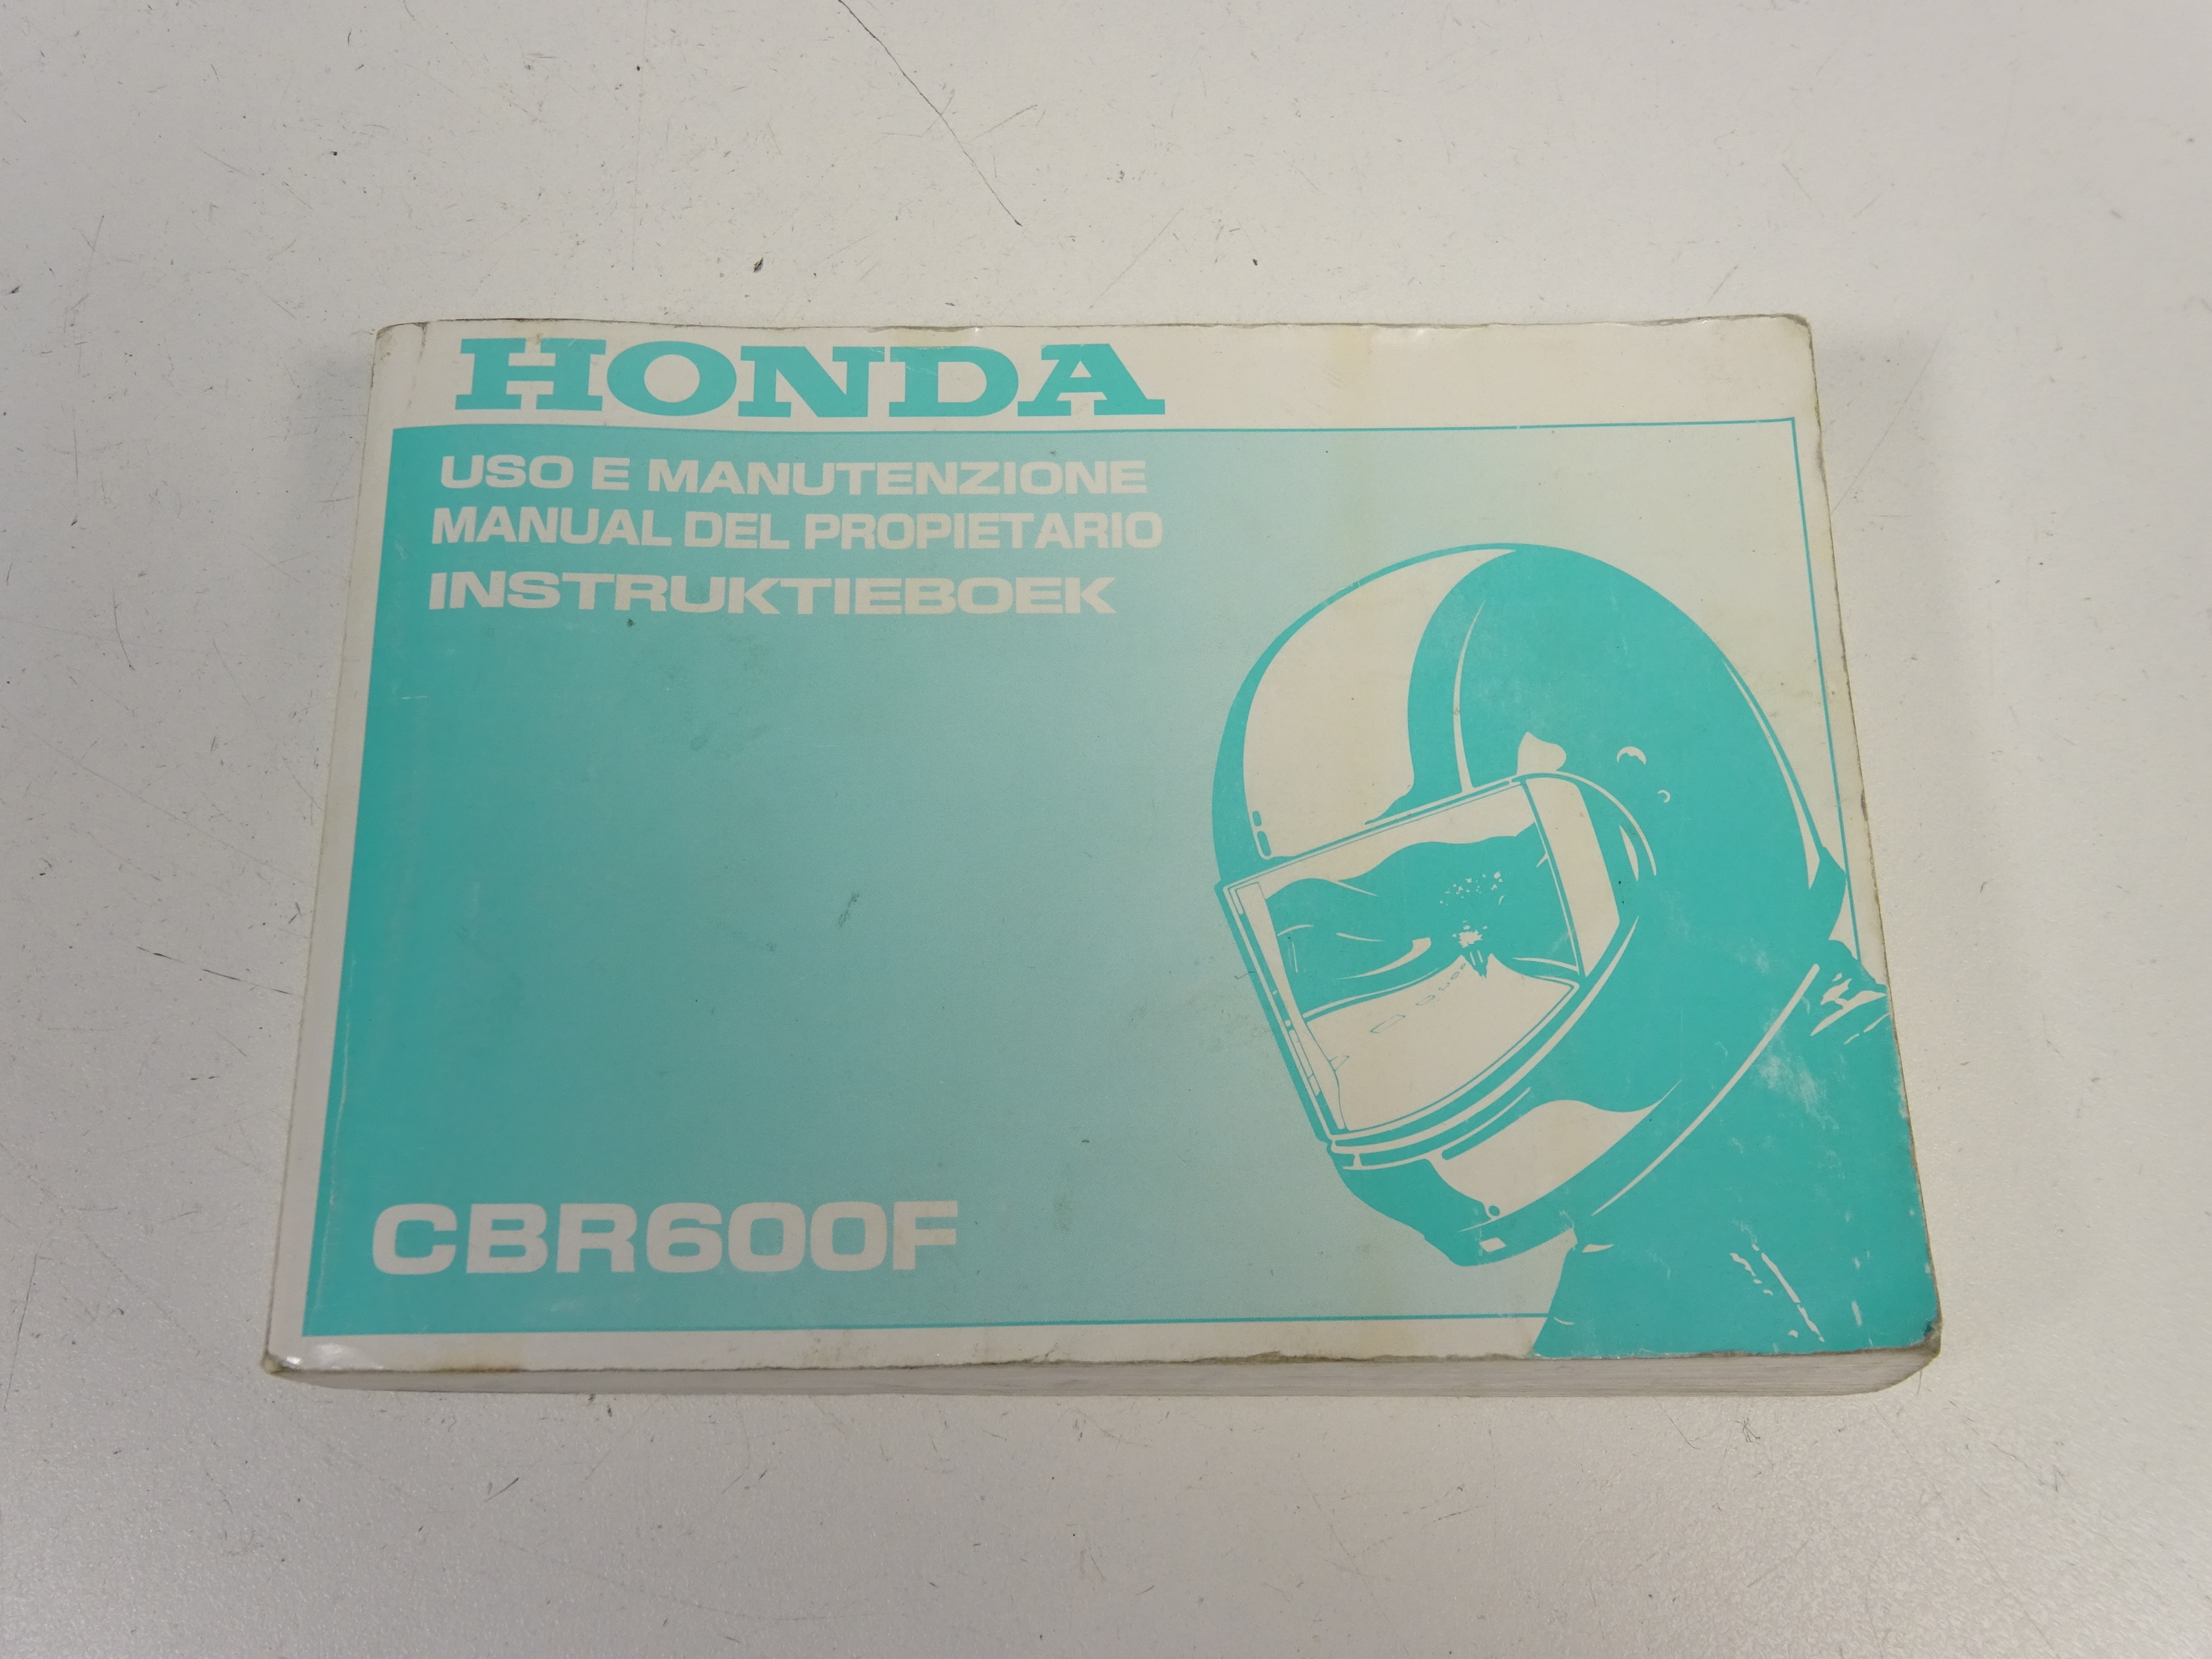 HONDA
USO E MANUTENZIONE
MANUAL DEL PROPIETARIO
INSTRUKTIEBOEK
CBR600F